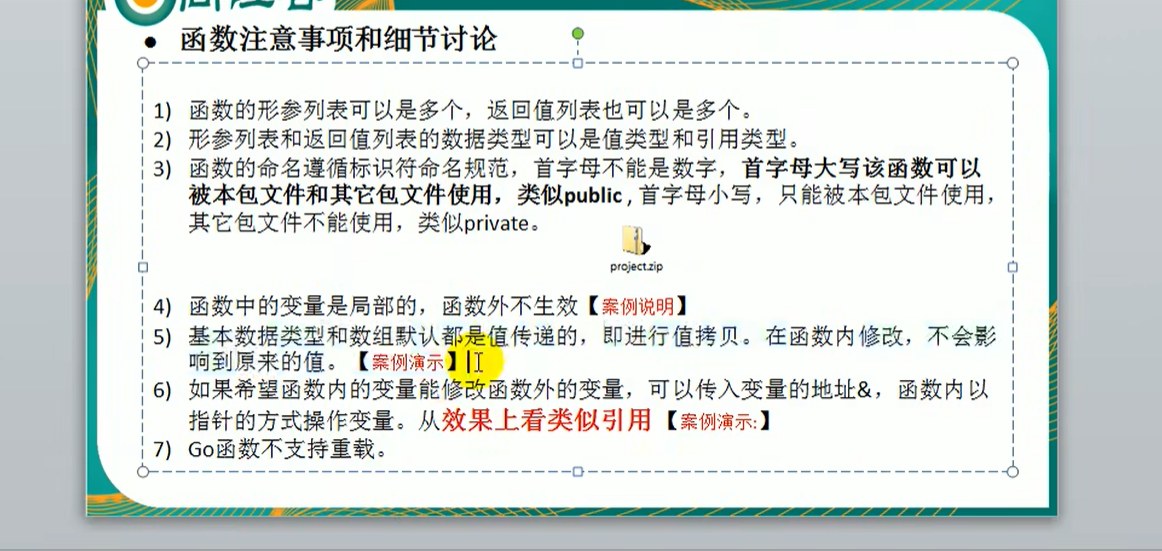 ● 函数注意事项和细节讨论
1) 函数的形参列表可以是多个，返回值列表也可以是多个。
2) 形参列表和返回值列表的数据类型可以是值类型和引用类型。
3) 函数的命名遵循标识符命名规范，首字母不能是数字，首字母大写该函数可以
被本包文件和其它包文件使用，类似public , 首字母小写，只能被本包文件使用，
其它包文件不能使用，类似private。
project.zip
4) 函数中的变量是局部的，函数外不生效【案例说明】
5) 基本数据类型和数组默认都是值传递的，即进行值拷贝。在函数内修改，不会影
响到原来的值。【案例演示】
6) 如果希望函数内的变量能修改函数外的变量，可以传入变量的地址&，函数内以
指针的方式操作变量。从效果上看类似引用【案例演示:】
7) Go函数不支持重载。